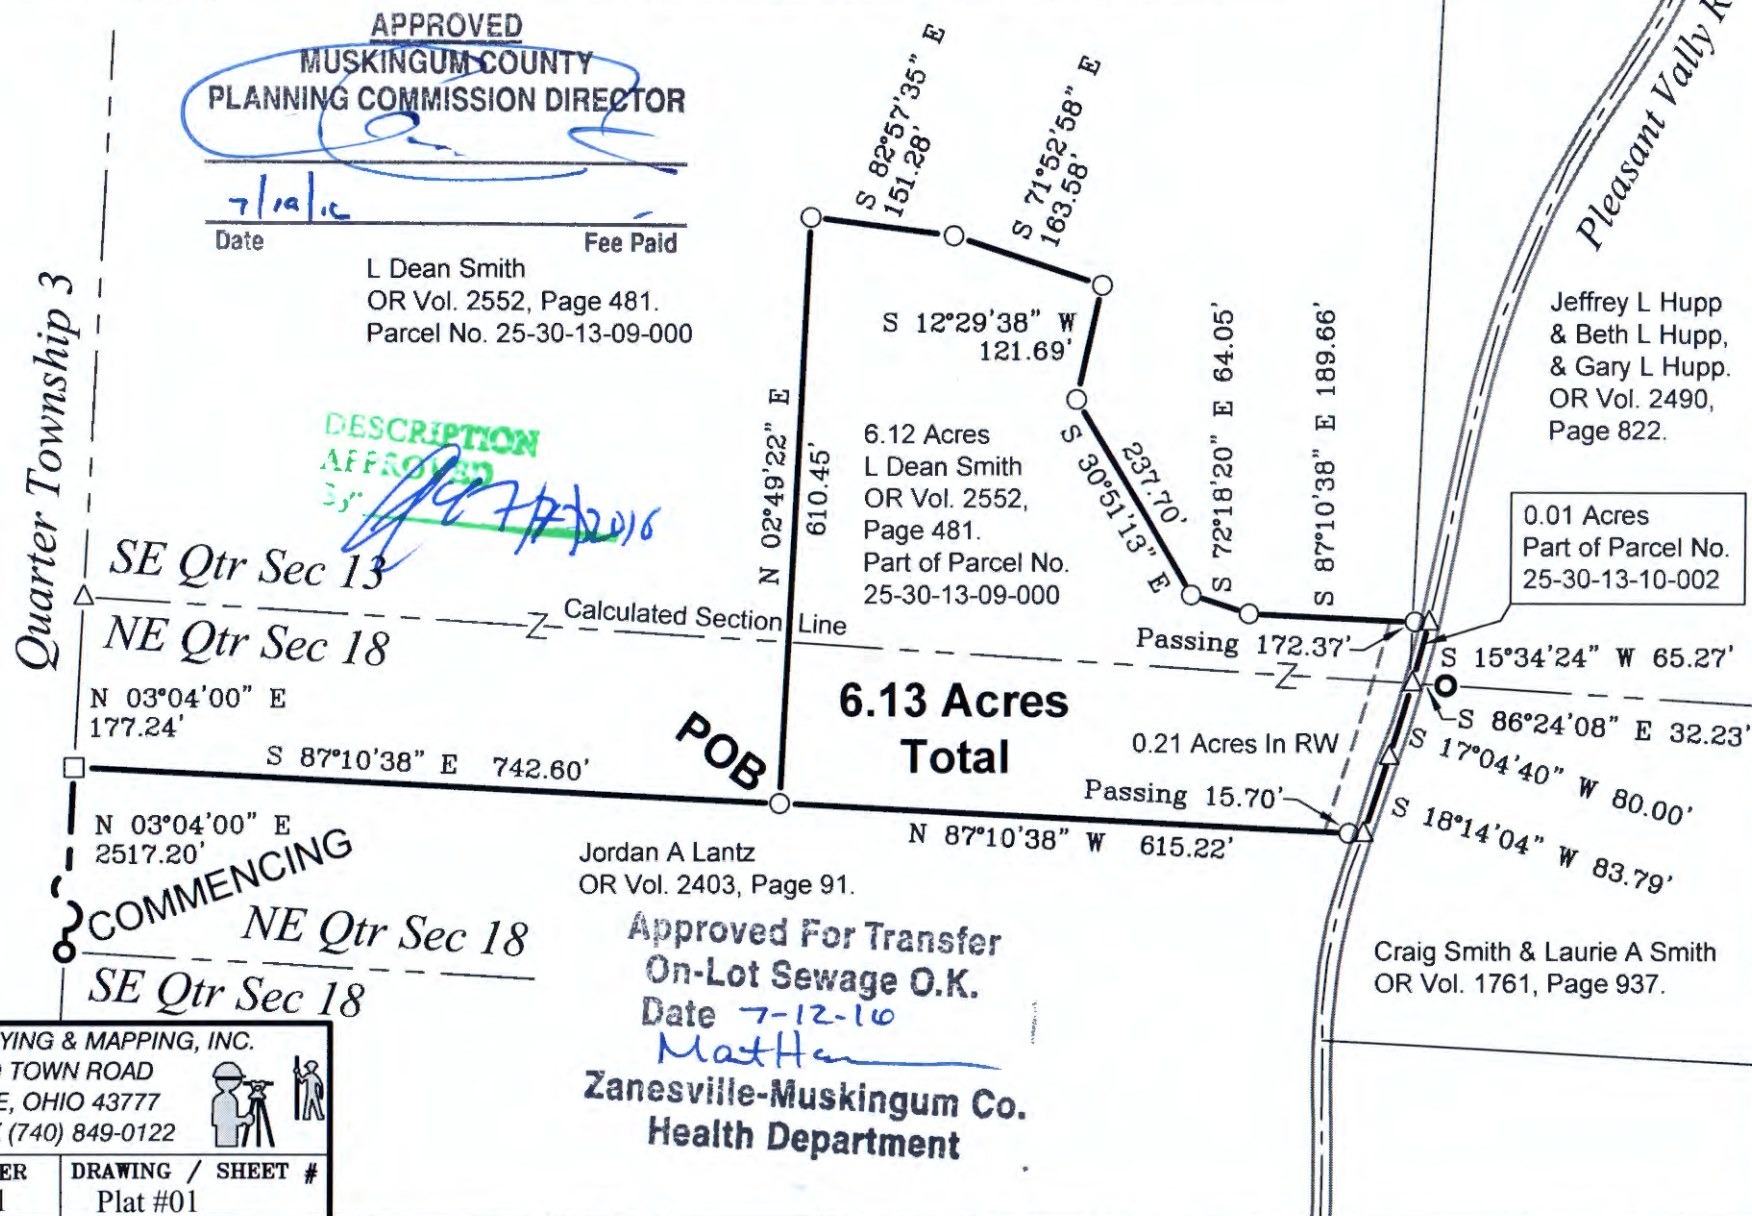 APPROVED
MUSKINGUM COUNTY
PLANNING COMMISSION DIRECTOR
Date
Fee Paid
L Dean Smith
OR Vol. 2552, Page 481.
Parcel No. 25-30-13-09-000
Quarter Township 3
DESCRIPTION
APPROVED
By
2016
SE Qtr Sec 13
NE Qtr Sec 18
Calculated Section Line
N 03°04'00" E
177.24'
S 87°10'38" E 742.60'
N 03°04'00" E
2517.20'
COMMENCING
NE Qtr Sec 18
SE Qtr Sec 18
POB
N 02°49'22" E
610.45'
S 82°57'35" E
151.28'
S 71°52'58" E
163.58'
S 12°29'38" W
121.69'
237.70'
S 30°51'13" E
S 72°18'20" E 64.05'
S 87°10'38" E 189.66'
6.12 Acres
L Dean Smith
OR Vol. 2552,
Page 481.
Part of Parcel No.
25-30-13-09-000
Pleasant Vally R
Jeffrey L Hupp
& Beth L Hupp,
& Gary L Hupp.
OR Vol. 2490,
Page 822.
0.01 Acres
Part of Parcel No.
25-30-13-10-002
Passing 172.37'
S 15°34'24" W 65.27'
S 86°24'08" E 32.23'
S 17°04'40" W 80.00'
S 18°14'04" W 83.79'
6.13 Acres
Total
0.21 Acres In RW
Passing 15.70'
N 87°10'38" W 615.22'
Jordan A Lantz
OR Vol. 2403, Page 91.
Approved For Transfer
On-Lot Sewage O.K.
Date 7-12-16
Zanesville-Muskingum Co.
Health Department
Craig Smith & Laurie A Smith
OR Vol. 1761, Page 937.
YING & MAPPING, INC.
TOWN ROAD
E, OHIO 43777
(740) 849-0122
ER
DRAWING / SHEET #
Plat #01